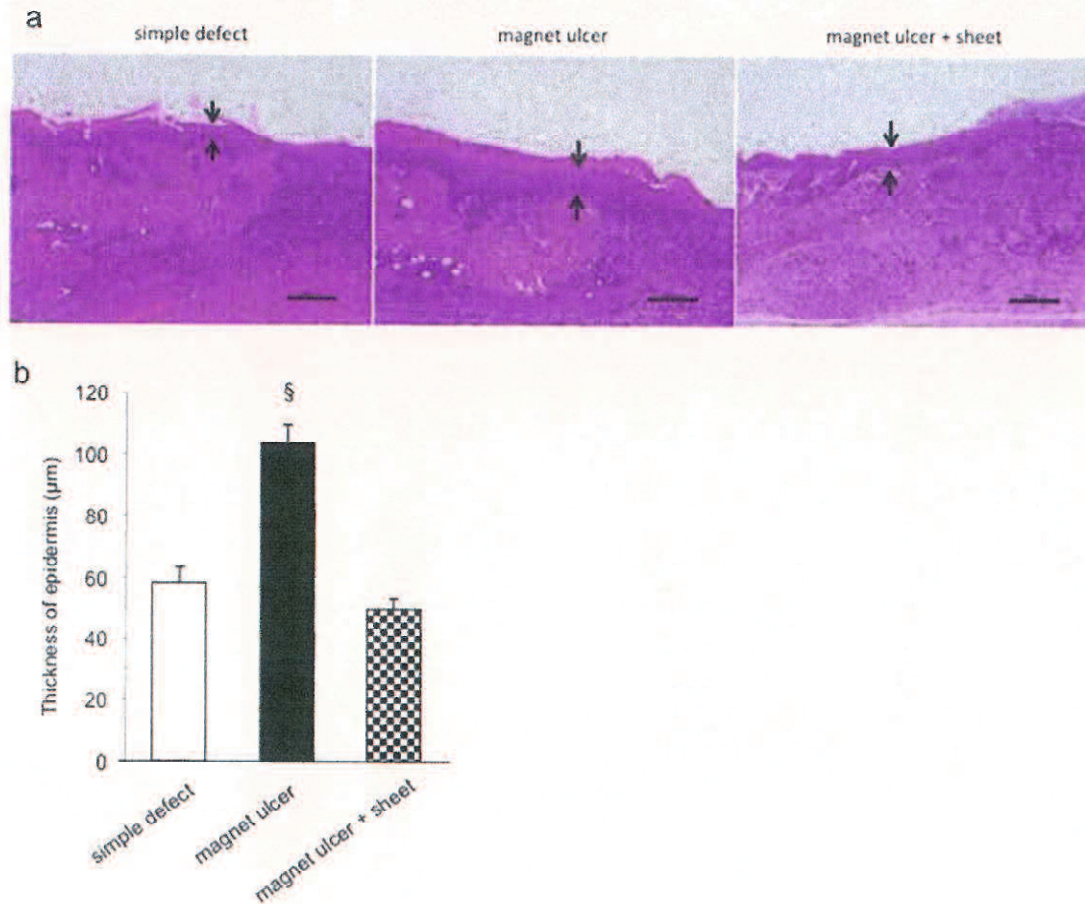 a
simple defect
magnet ulcer
magnet ulcer + sheet
b
§
120
100
80
60
40
20
0
Thickness of epidermis (µm)
simple defect
magnet ulcer
magnet ulcer + sheet